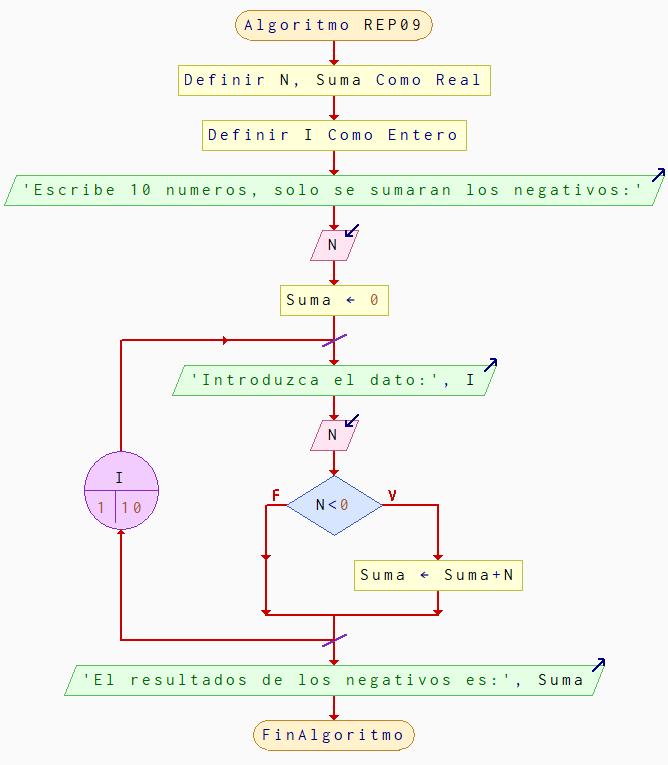 Algoritmo REP09
Definir N, Suma Como Real
Definir I Como Entero
'Escribe 10 numeros, solo se sumaran los negativos:'
N
Suma ← 0
'Introduzca el dato:', I
N
I
1 10
F
V
N<0
Suma ← Suma+N
'El resultados de los negativos es:', Suma
FinAlgoritmo